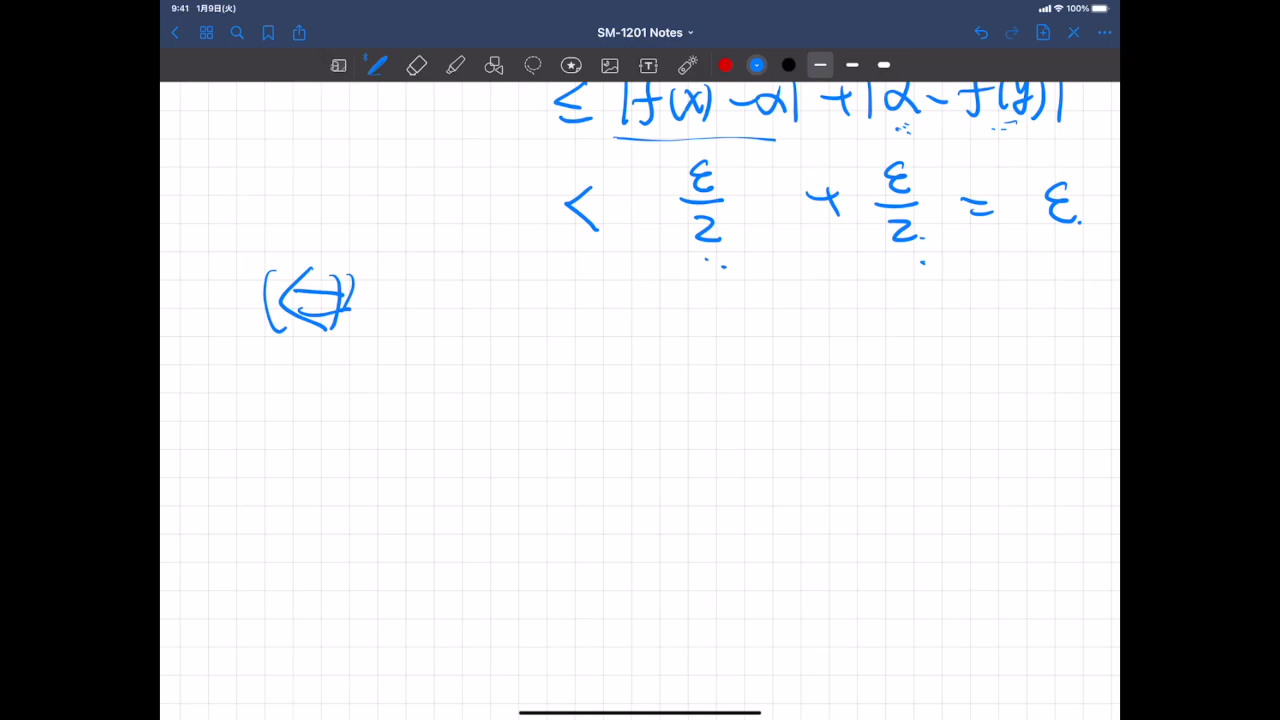 9:41 1月9日(火) 100%
SM-1201 Notes
≤ |f(x) - α| + |α - f(y)|
< ε/2 + ε/2 = ε.
(⇐)